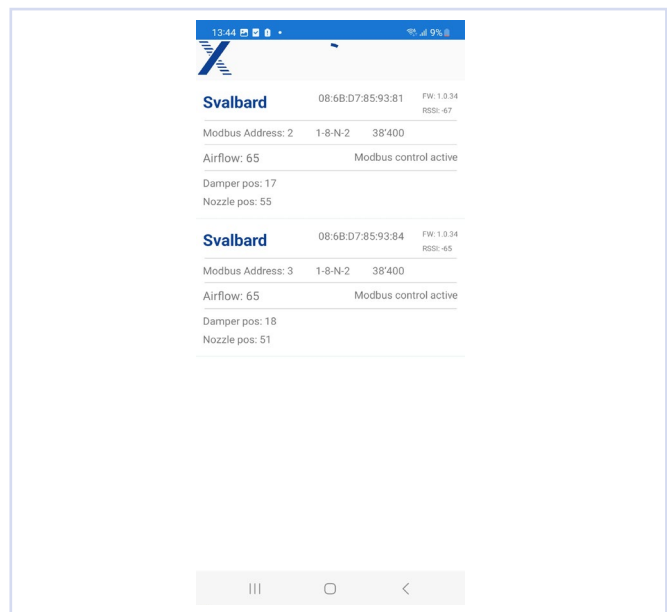 13:44 9%
Svalbard 08:6B:D7:85:93:81 FW: 1.0.34
RSSI: -67
Modbus Address: 2 1-8-N-2 38'400
Airflow: 65 Modbus control active
Damper pos: 17
Nozzle pos: 55
Svalbard 08:6B:D7:85:93:84 FW: 1.0.34
RSSI: -65
Modbus Address: 3 1-8-N-2 38'400
Airflow: 65 Modbus control active
Damper pos: 18
Nozzle pos: 51